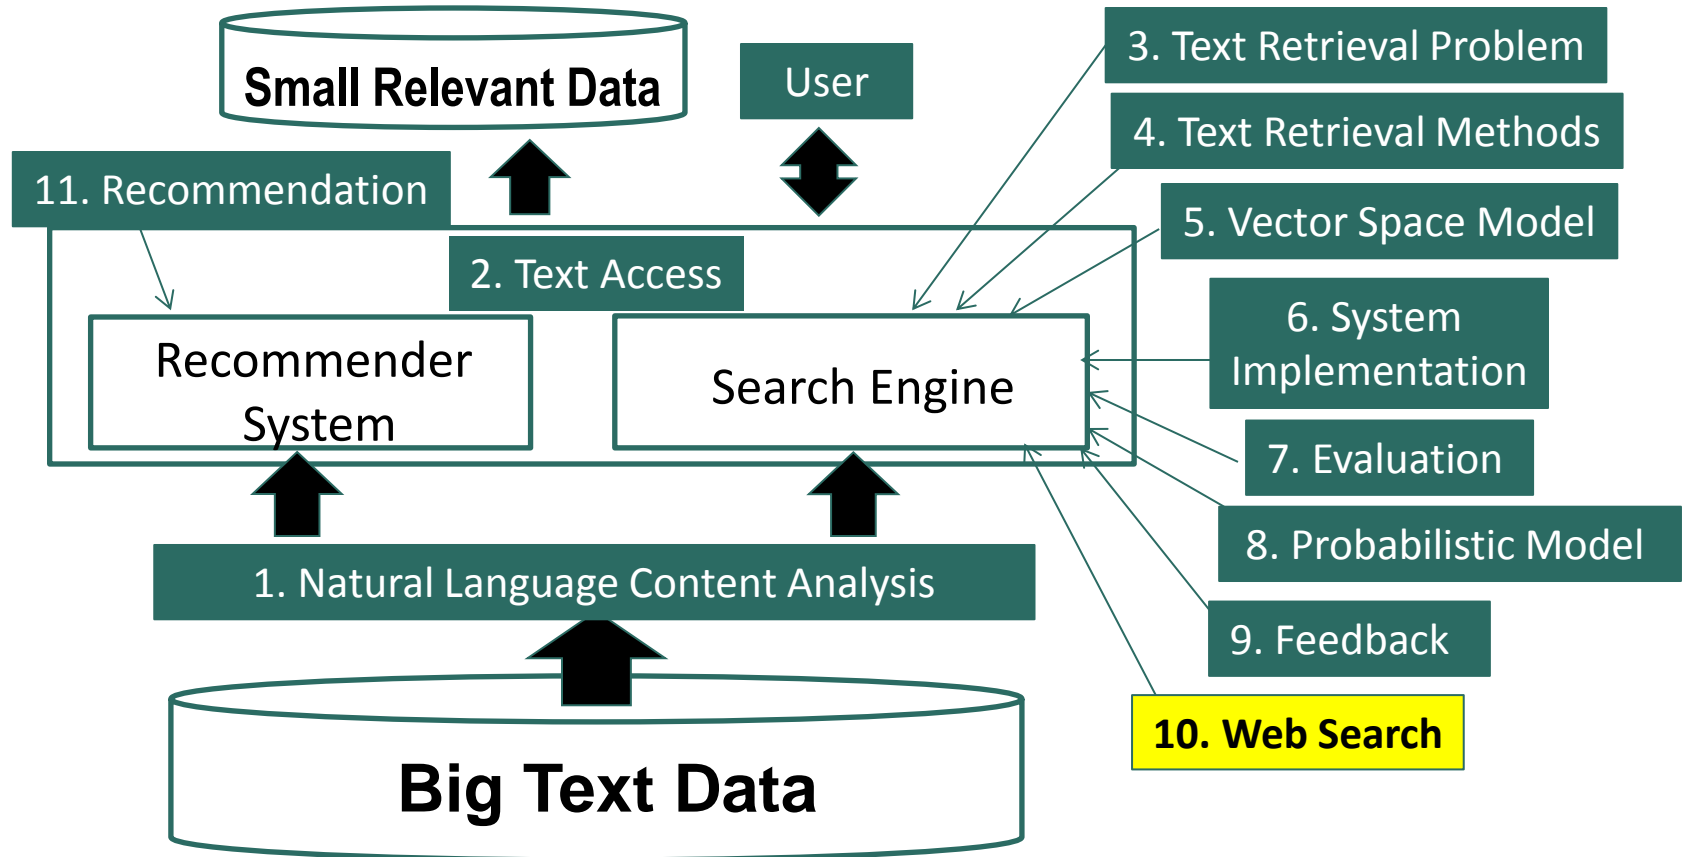 Small Relevant Data
User
3. Text Retrieval Problem
4. Text Retrieval Methods
11. Recommendation
5. Vector Space Model
2. Text Access
6. System
Implementation
Recommender
System
Search Engine
7. Evaluation
8. Probabilistic Model
1. Natural Language Content Analysis
9. Feedback
10. Web Search
Big Text Data